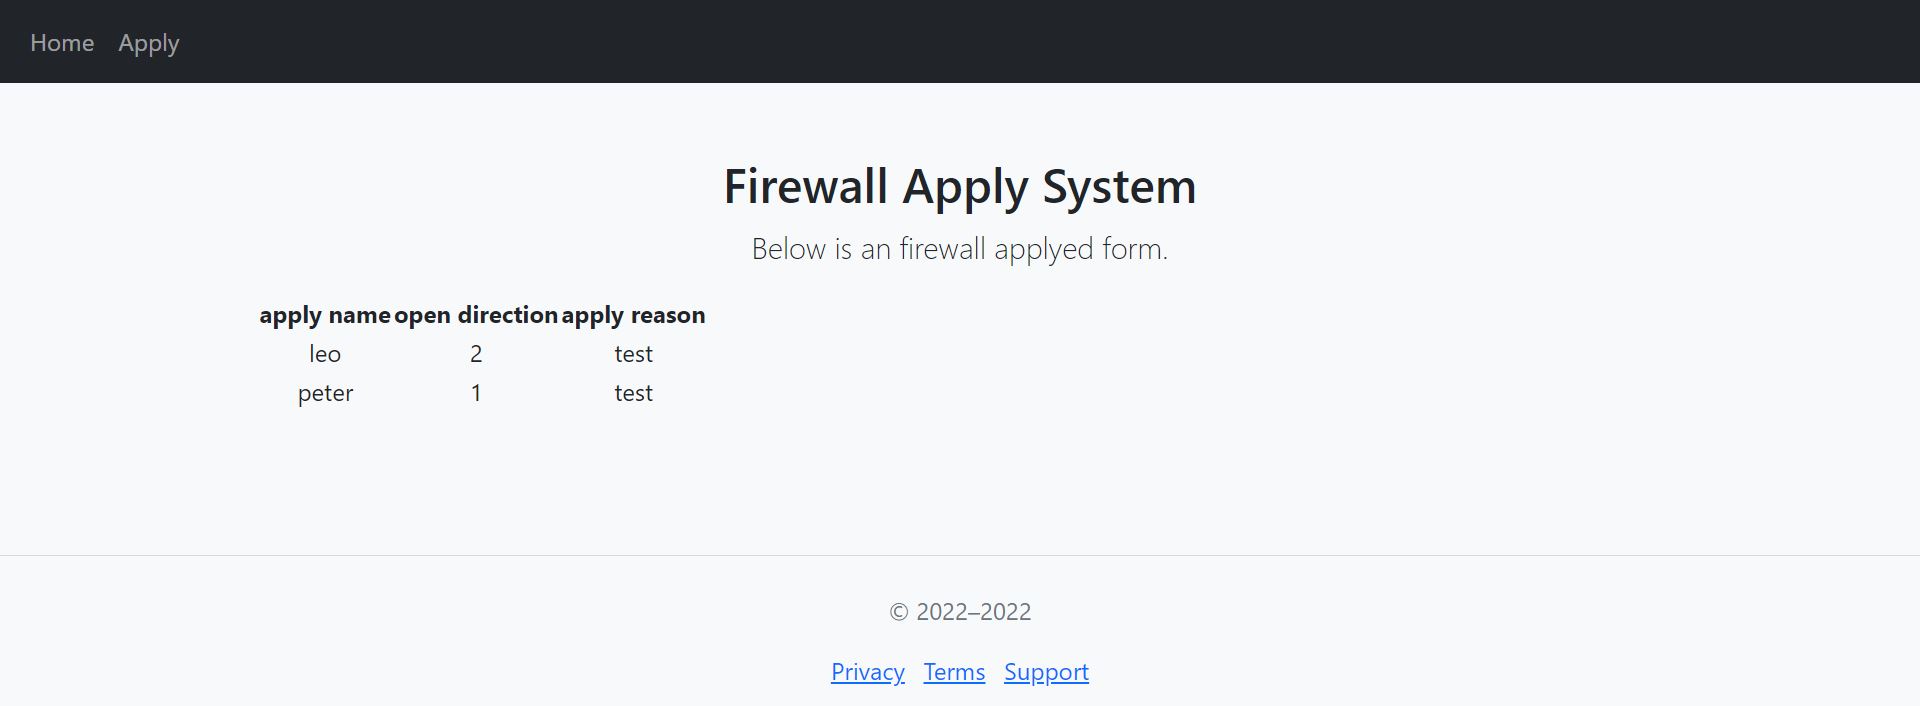 Home Apply
Firewall Apply System
Below is an firewall applyed form.
apply name open direction apply reason
leo 2 test
peter 1 test
© 2022–2022
Privacy Terms Support